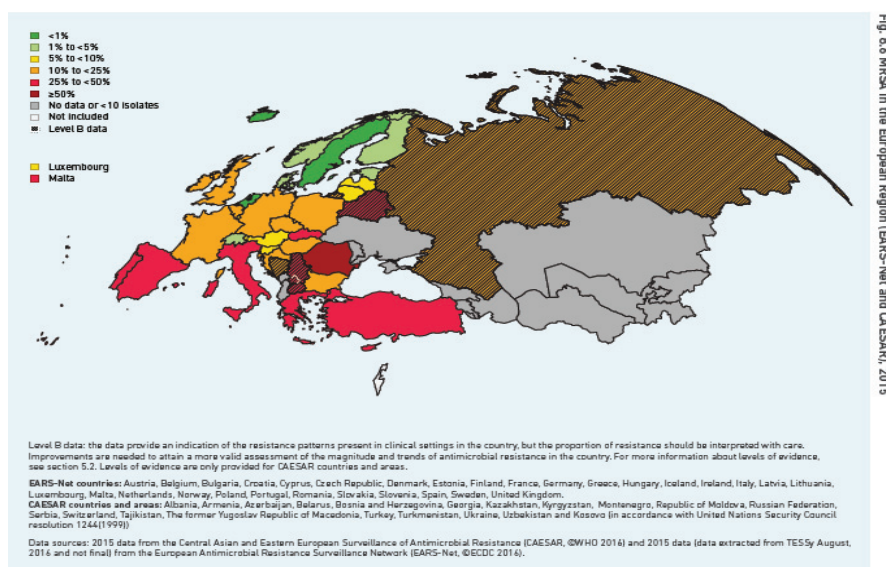 <1%
1% to <5%
5% to <10%
10% to <25%
25% to <50%
≥50%
No data or <10 isolates
Not included
Level B data
Luxembourg
Malta
Fig. 8.6 MRSA in the European Region (EARS-Net and CAESAR), 2015
Level B data: the data provide an indication of the resistance patterns present in clinical settings in the country, but the proportion of resistance should be interpreted with care.
Improvements are needed to attain a more valid assessment of the magnitude and trends of antimicrobial resistance in the country. For more information about levels of evidence,
see section 5.2. Levels of evidence are only provided for CAESAR countries and areas.
EARS-Net countries: Austria, Belgium, Bulgaria, Croatia, Cyprus, Czech Republic, Denmark, Estonia, Finland, France, Germany, Greece, Hungary, Iceland, Ireland, Italy, Latvia, Lithuania,
Luxembourg, Malta, Netherlands, Norway, Poland, Portugal, Romania, Slovakia, Slovenia, Spain, Sweden, United Kingdom.
CAESAR countries and areas: Albania, Armenia, Azerbaijan, Belarus, Bosnia and Herzegovina, Georgia, Kazakhstan, Kyrgyzstan, Montenegro, Republic of Moldova, Russian Federation,
Serbia, Switzerland, Tajikistan, The former Yugoslav Republic of Macedonia, Turkey, Turkmenistan, Ukraine, Uzbekistan and Kosovo (in accordance with United Nations Security Council
resolution 1244(1999))
Data sources: 2015 data from the Central Asian and Eastern European Surveillance of Antimicrobial Resistance (CAESAR, ©WHO 2016) and 2015 data (data extracted from TESSy August,
2016 and not final) from the European Antimicrobial Resistance Surveillance Network (EARS-Net, ©ECDC 2016).